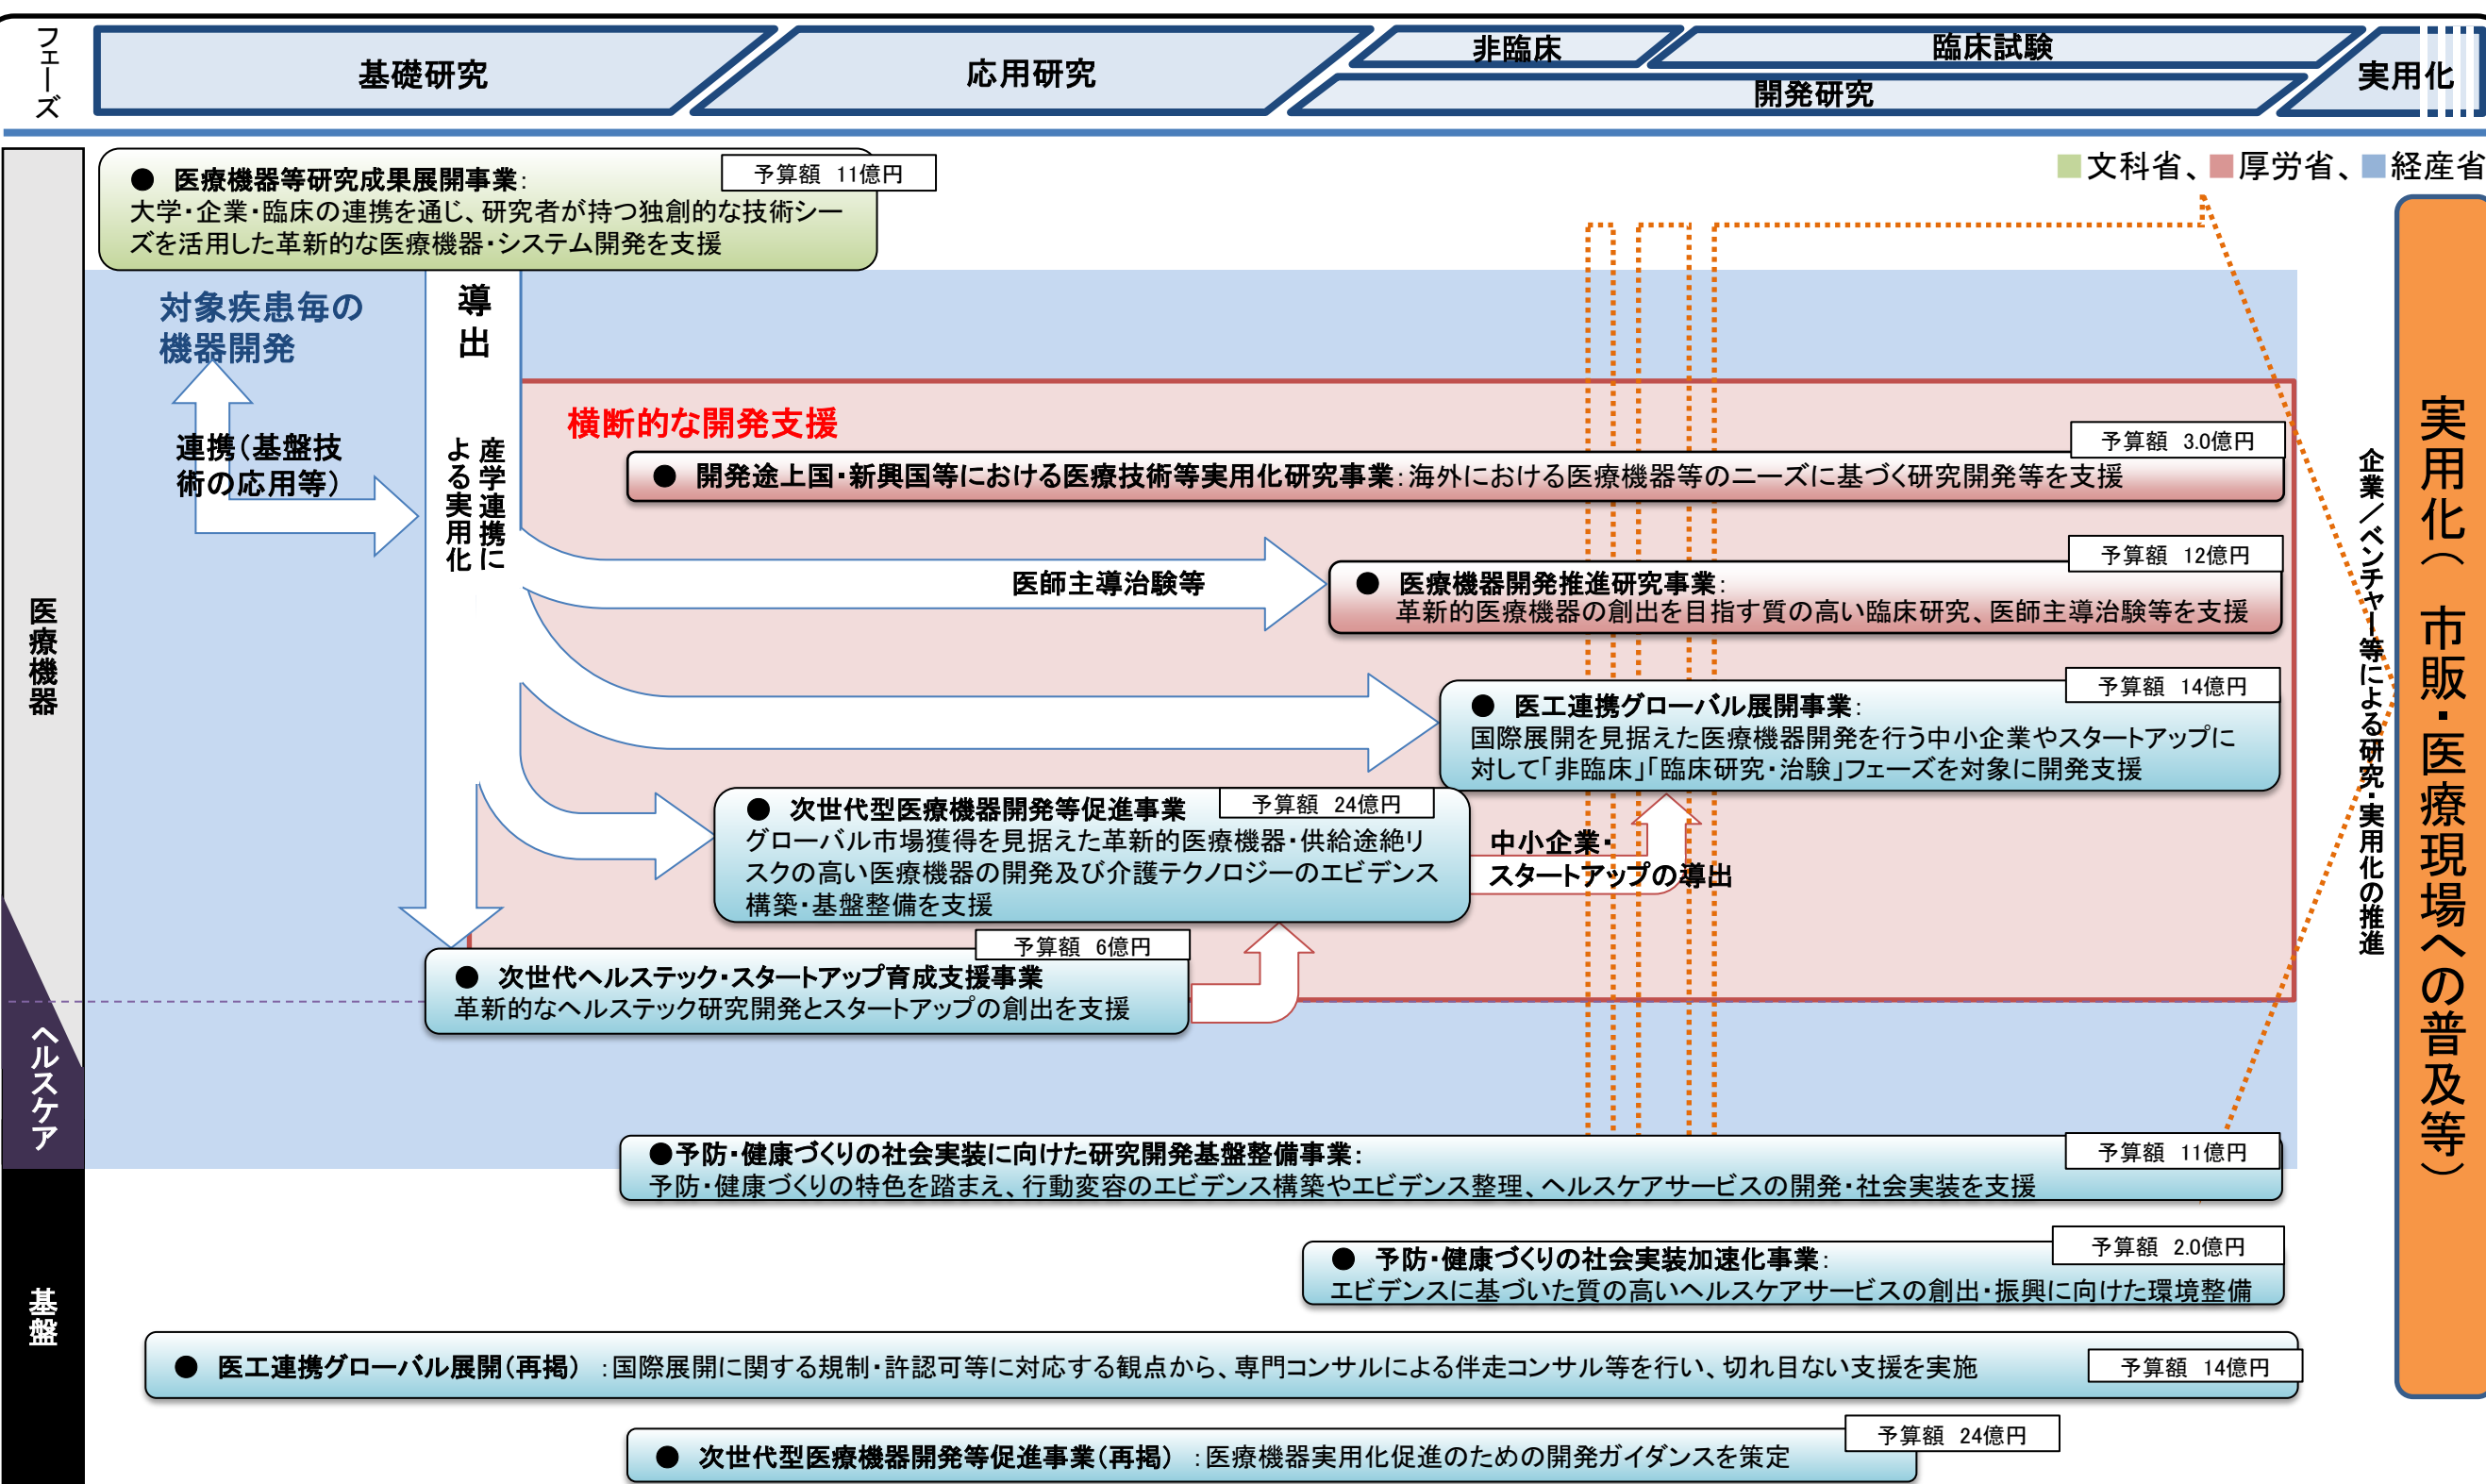 フェーズ
基礎研究
応用研究
非臨床
臨床試験
開発研究
実用化
■文科省、■厚労省、■経産省
医療機器
ヘルスケア
基盤
● 医療機器等研究成果展開事業:
予算額 11億円
大学・企業・臨床の連携を通じ、研究者が持つ独創的な技術シー
ズを活用した革新的な医療機器・システム開発を支援
対象疾患毎の
機器開発
連携(基盤技
術の応用等)
導出
産学連携に
よる実用化
横断的な開発支援
予算額 3.0億円
● 開発途上国・新興国等における医療技術等実用化研究事業:海外における医療機器等のニーズに基づく研究開発等を支援
医師主導治験等
予算額 12億円
● 医療機器開発推進研究事業:
革新的医療機器の創出を目指す質の高い臨床研究、医師主導治験等を支援
予算額 14億円
● 医工連携グローバル展開事業:
国際展開を見据えた医療機器開発を行う中小企業やスタートアップに
対して「非臨床」「臨床研究・治験」フェーズを対象に開発支援
● 次世代型医療機器開発等促進事業
予算額 24億円
グローバル市場獲得を見据えた革新的医療機器・供給途絶リ
スクの高い医療機器の開発及び介護テクノロジーのエビデンス
構築・基盤整備を支援
中小企業・
スタートアップの導出
予算額 6億円
● 次世代ヘルステック・スタートアップ育成支援事業
革新的なヘルステック研究開発とスタートアップの創出を支援
企業／ベンチャー等による研究・実用化の推進
実用化(市販・医療現場への普及等)
●予防・健康づくりの社会実装に向けた研究開発基盤整備事業:
予算額 11億円
予防・健康づくりの特色を踏まえ、行動変容のエビデンス構築やエビデンス整理、ヘルスケアサービスの開発・社会実装を支援
予算額 2.0億円
● 予防・健康づくりの社会実装加速化事業:
エビデンスに基づいた質の高いヘルスケアサービスの創出・振興に向けた環境整備
● 医工連携グローバル展開(再掲) :国際展開に関する規制・許認可等に対応する観点から、専門コンサルによる伴走コンサル等を行い、切れ目ない支援を実施
予算額 14億円
予算額 24億円
● 次世代型医療機器開発等促進事業(再掲) :医療機器実用化促進のための開発ガイダンスを策定